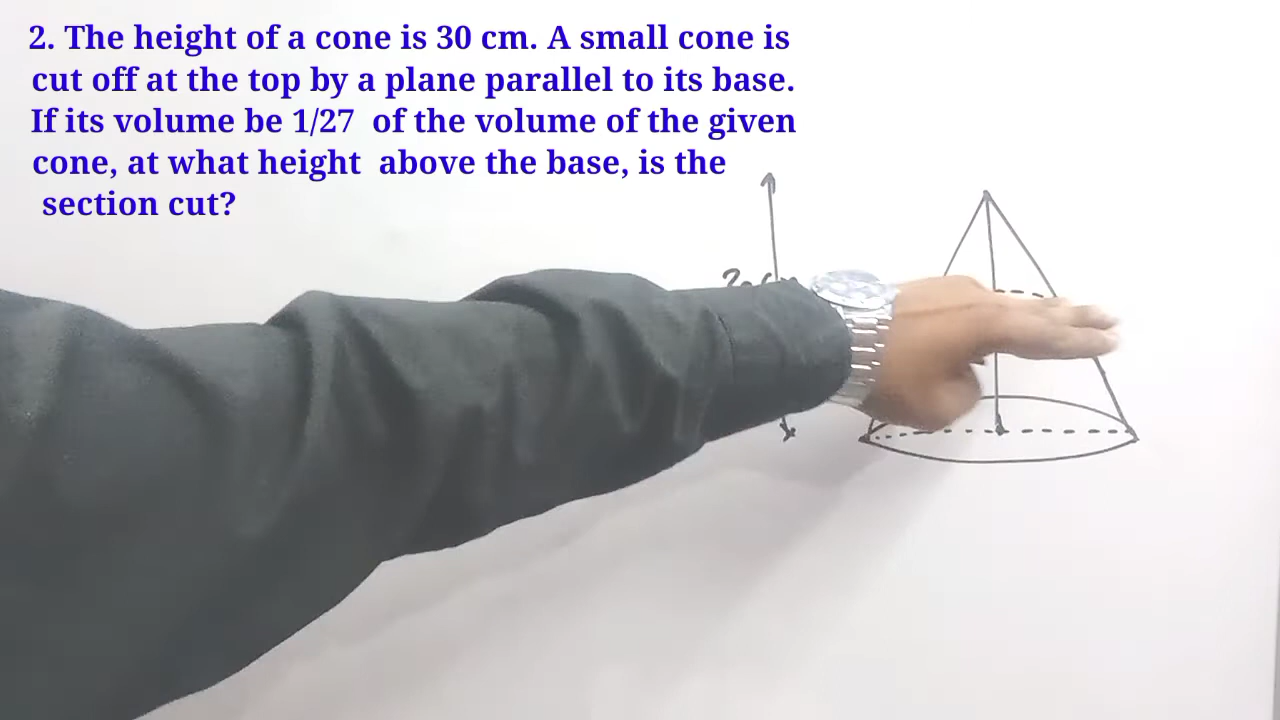 2. The height of a cone is 30 cm. A small cone is
cut off at the top by a plane parallel to its base.
If its volume be 1/27 of the volume of the given
cone, at what height above the base, is the
section cut?